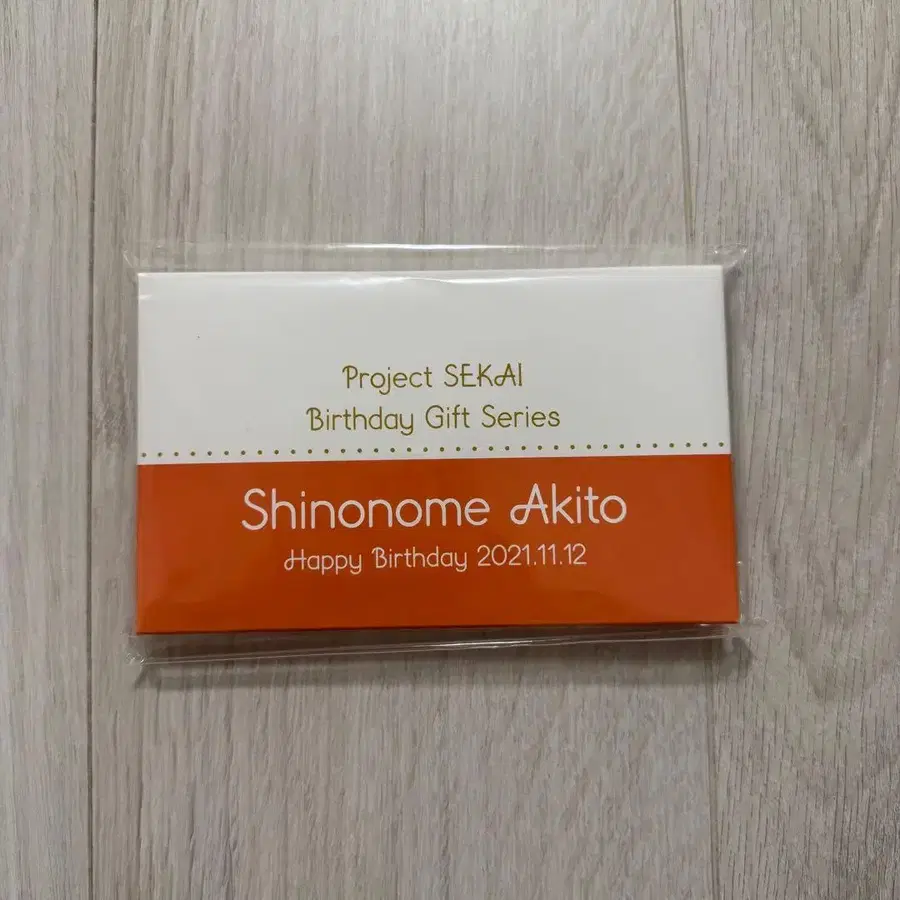 Project SEKAI
Birthday Gift Series
Shinonome Akito
Happy Birthday 2021.11.12